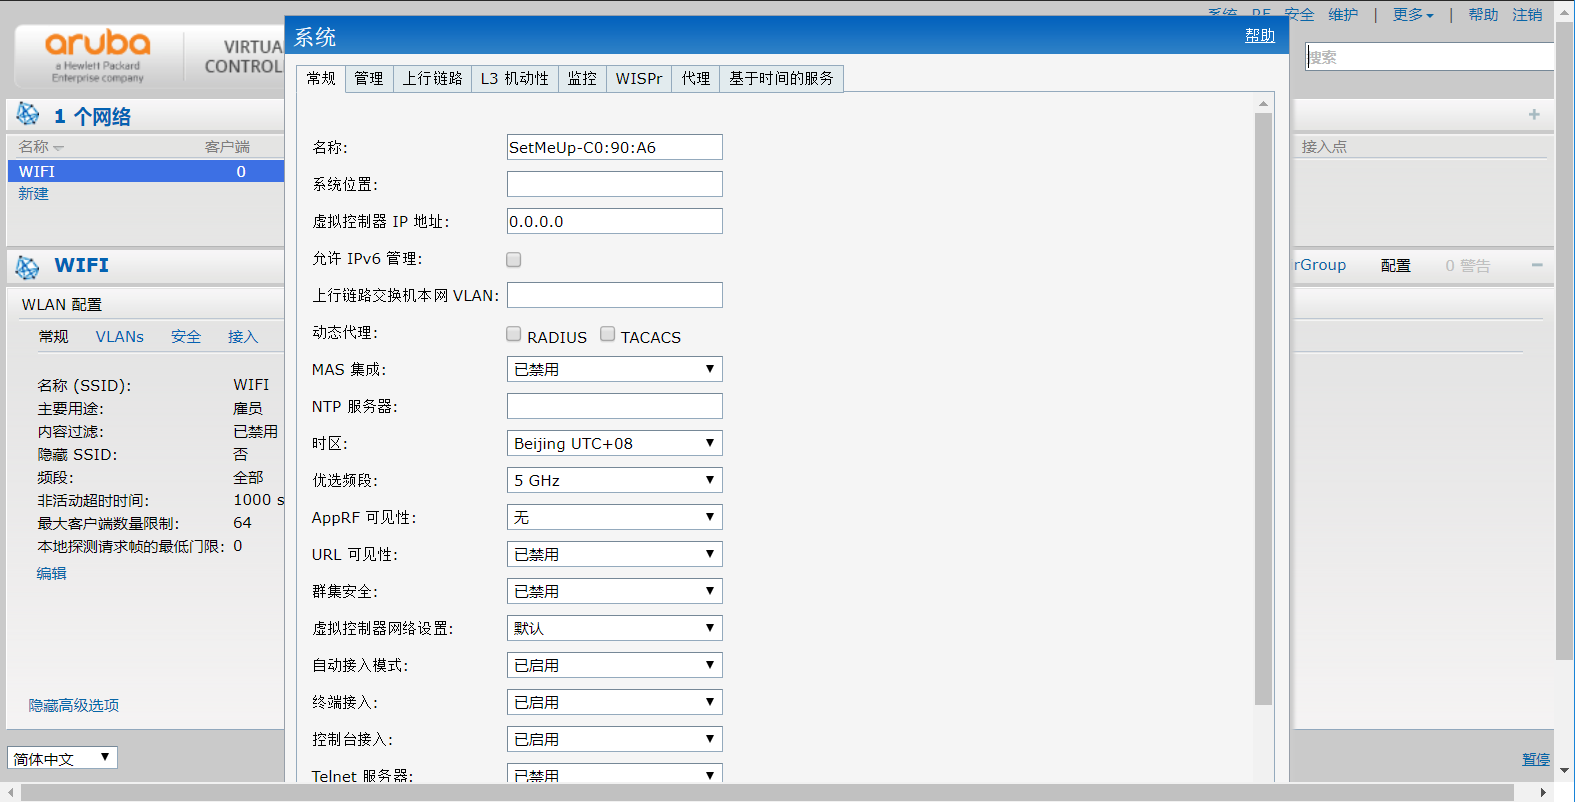 系统 RF 安全 维护 | 更多 | 帮助 注销
aruba
a Hewlett Packard
Enterprise company
VIRTUA
CONTROL
搜索
1 个网络
名称 客户端
WIFI 0
新建
接入点
WIFI
rGroup 配置 0 警告
WLAN 配置
常规 VLANs 安全 接入
名称 (SSID): WIFI
主要用途: 雇员
内容过滤: 已禁用
隐藏 SSID: 否
频段: 全部
非活动超时时间: 1000 s
最大客户端数量限制: 64
本地探测请求帧的最低门限: 0
编辑
隐藏高级选项
简体中文
系统 帮助
常规 管理 上行链路 L3 机动性 监控 WISPr 代理 基于时间的服务
名称: SetMeUp-C0:90:A6
系统位置:
虚拟控制器 IP 地址: 0.0.0.0
允许 IPv6 管理:
上行链路交换机本网 VLAN:
动态代理: RADIUS TACACS
MAS 集成: 已禁用
NTP 服务器:
时区: Beijing UTC+08
优选频段: 5 GHz
AppRF 可见性: 无
URL 可见性: 已禁用
群集安全: 已禁用
虚拟控制器网络设置: 默认
自动接入模式: 已启用
终端接入: 已启用
控制台接入: 已启用
Telnet 服务器: 已禁用
暂停